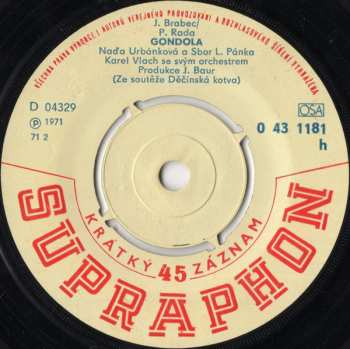 VŠECHNA PRÁVA VÝROBCE I AUTORŮ VEREJNÉHO PROVOZOVÁNÍ A ROZHLASOVÉHO ŠÍŘENÍ VYHRAZENA
J. Brabec/
P. Rada
GONDOLA
Naďa Urbánková a Sbor L. Pánka
Karel Vlach se svým orchestrem
Produkce J. Baur
(Ze soutěže Děčínská kotva)
D 04329
Ⓟ 1971
71 2
OSA
0 43 1181
h
KRÁTKÝ 45 ZÁZNAM
SUPRAPHON